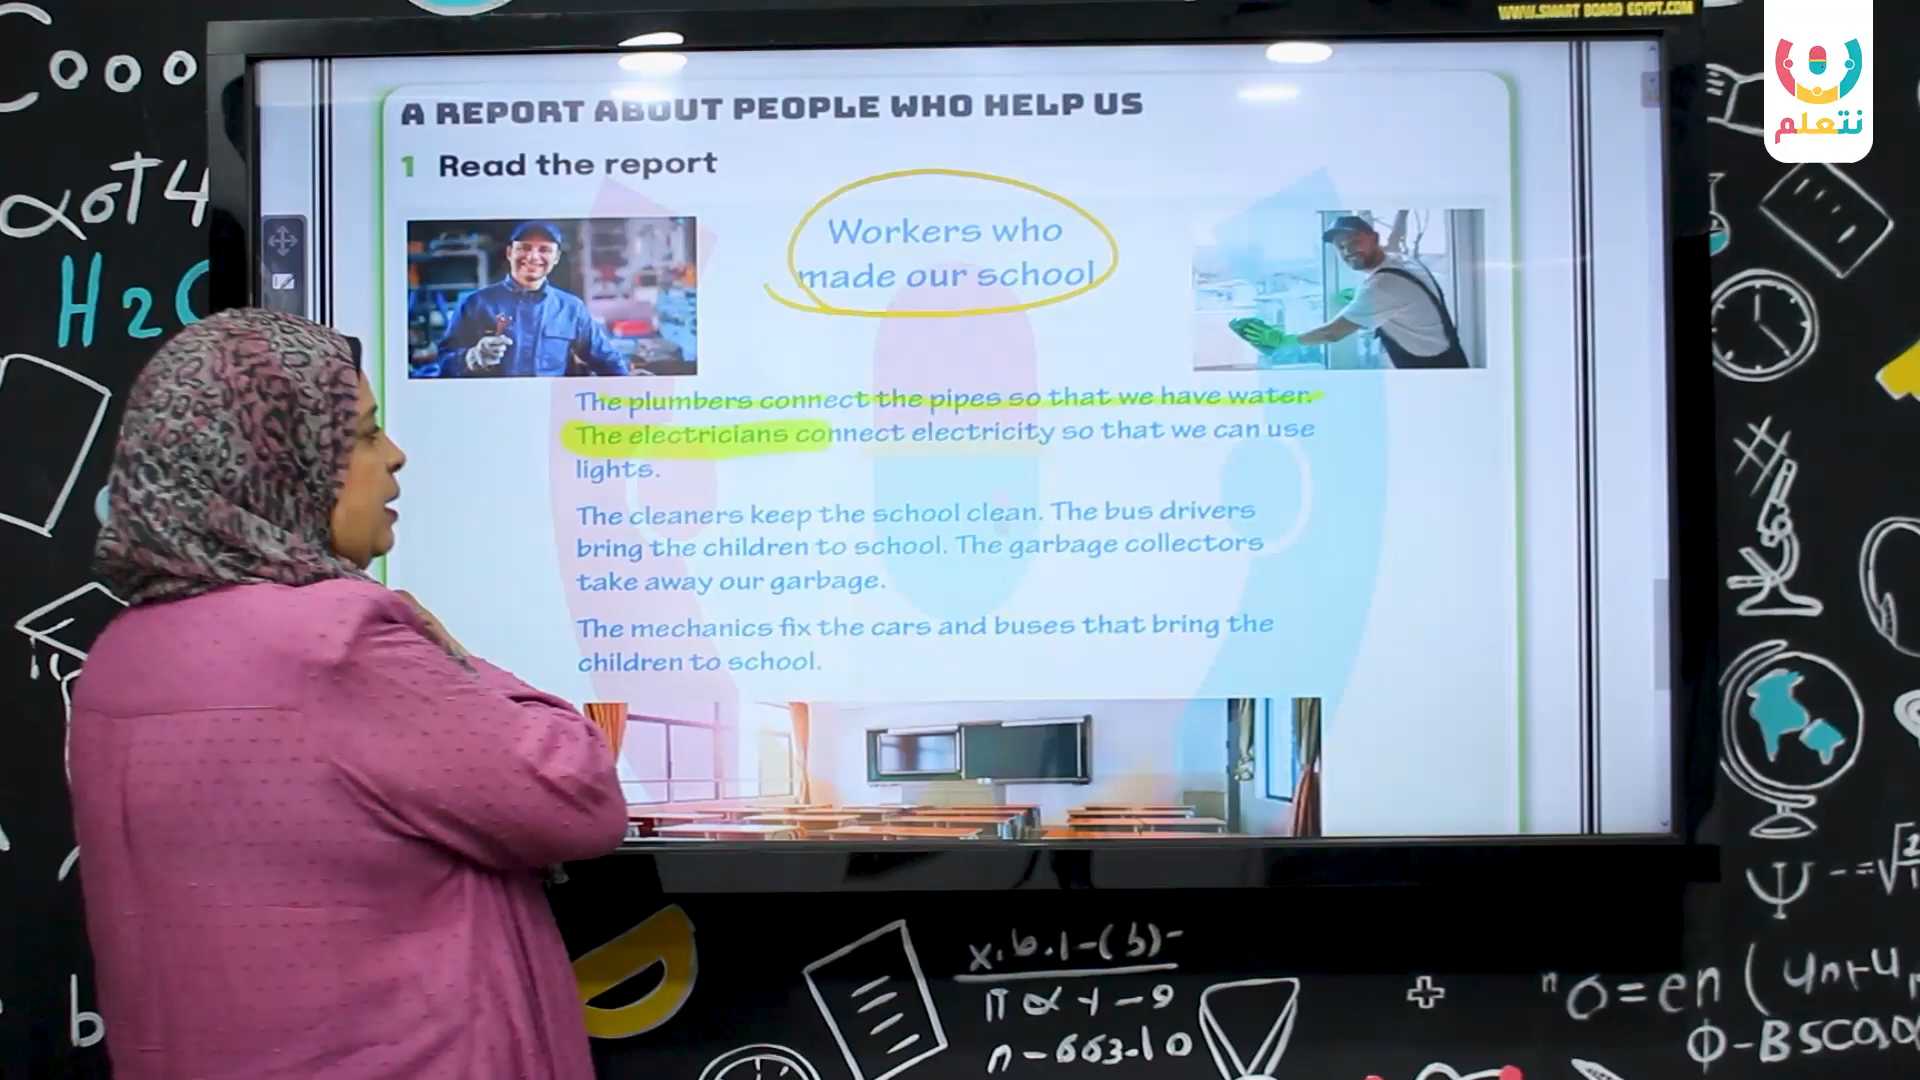 WWW.SMART BOARD EGYPT.COM
نتعلم
A REPORT ABOUT PEOPLE WHO HELP US
1 Read the report
Workers who
made our school
The plumbers connect the pipes so that we have water.
The electricians connect electricity so that we can use
lights.
The cleaners keep the school clean. The bus drivers
bring the children to school. The garbage collectors
take away our garbage.
The mechanics fix the cars and buses that bring the
children to school.
H2
b
x.b.1-(b)-
n-663-10